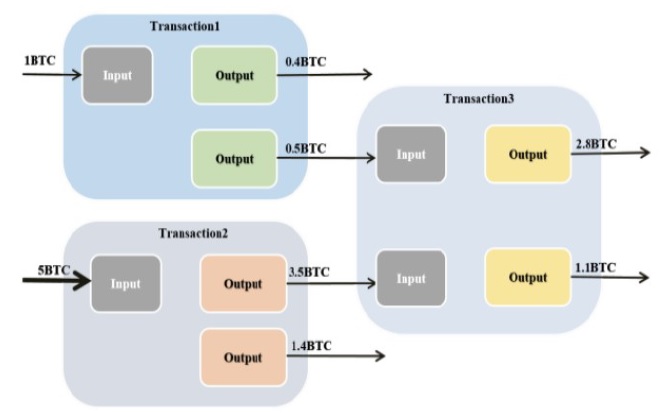 Transaction1
1BTC
Input
Output
0.4BTC
Output
0.5BTC
Transaction2
5BTC
Input
Output
3.5BTC
Output
1.4BTC
Transaction3
Input
Output
2.8BTC
Input
Output
1.1BTC